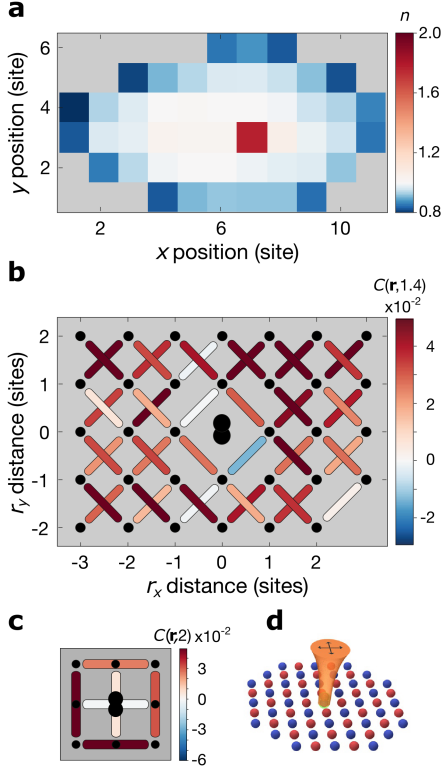 a
n
6
4
2
y position (site)
2
6
10
x position (site)
2.0
1.6
1.2
0.8
b
C(r,1.4)
×10⁻²
2
1
0
-1
-2
r_y distance (sites)
-3
-2
-1
0
1
2
r_x distance (sites)
4
2
0
-2
c
C(r,2) ×10⁻²
3
0
-3
-6
d